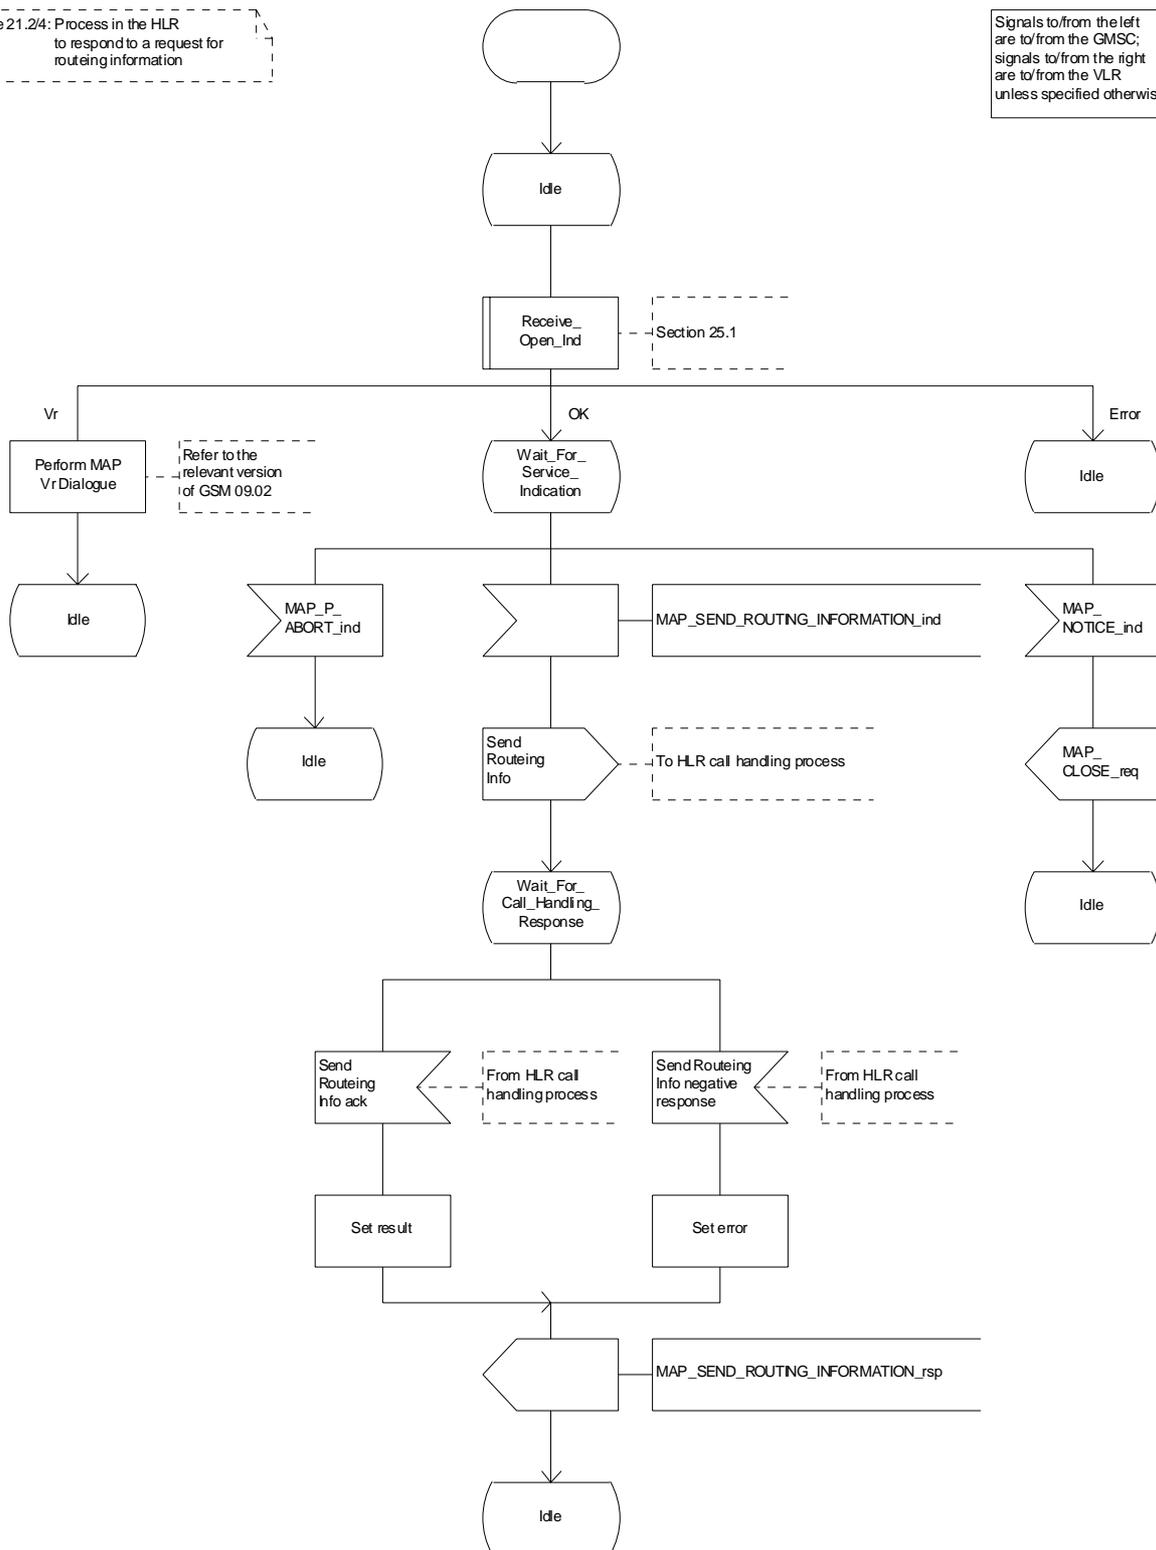 e 21.2/4: Process in the HLR
to respond to a request for
routeing information
Signals to/from the left
are to/from the GMSC;
signals to/from the right
are to/from the VLR
unless specified otherwis
Idle
Receive_
Open_Ind
Section 25.1
Vr
OK
Error
Perform MAP
Vr Dialogue
Refer to the
relevant version
of GSM 09.02
Wait_For_
Service_
Indication
Idle
Idle
MAP_P_
ABORT_ind
MAP_SEND_ROUTING_INFORMATION_ind
MAP_
NOTICE_ind
Idle
Send
Routeing
Info
To HLR call handling process
MAP_
CLOSE_req
Wait_For_
Call_Handling_
Response
Idle
Send
Routeing
Info ack
From HLR call
handling process
Send Routeing
Info negative
response
From HLR call
handling process
Set result
Set error
MAP_SEND_ROUTING_INFORMATION_rsp
Idle